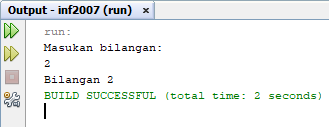 Output - inf2007 (run) ×
run:
Masukan bilangan:
2
Bilangan 2
BUILD SUCCESSFUL (total time: 2 seconds)